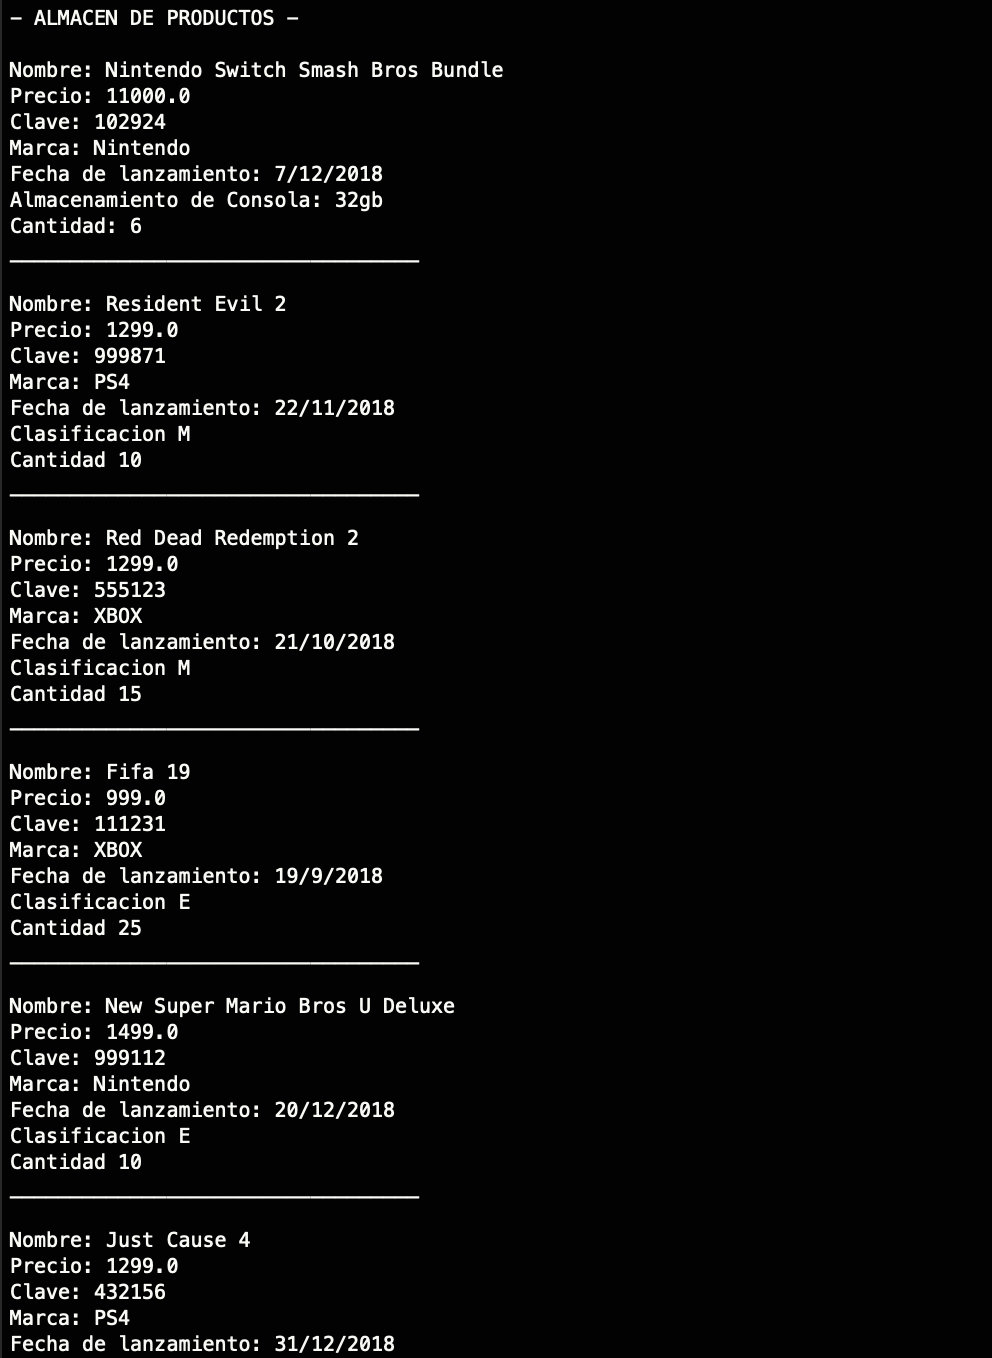 - ALMACEN DE PRODUCTOS -
Nombre: Nintendo Switch Smash Bros Bundle
Precio: 11000.0
Clave: 102924
Marca: Nintendo
Fecha de lanzamiento: 7/12/2018
Almacenamiento de Consola: 32gb
Cantidad: 6
__________________________________
Nombre: Resident Evil 2
Precio: 1299.0
Clave: 999871
Marca: PS4
Fecha de lanzamiento: 22/11/2018
Clasificacion M
Cantidad 10
__________________________________
Nombre: Red Dead Redemption 2
Precio: 1299.0
Clave: 555123
Marca: XBOX
Fecha de lanzamiento: 21/10/2018
Clasificacion M
Cantidad 15
__________________________________
Nombre: Fifa 19
Precio: 999.0
Clave: 111231
Marca: XBOX
Fecha de lanzamiento: 19/9/2018
Clasificacion E
Cantidad 25
__________________________________
Nombre: New Super Mario Bros U Deluxe
Precio: 1499.0
Clave: 999112
Marca: Nintendo
Fecha de lanzamiento: 20/12/2018
Clasificacion E
Cantidad 10
__________________________________
Nombre: Just Cause 4
Precio: 1299.0
Clave: 432156
Marca: PS4
Fecha de lanzamiento: 31/12/2018